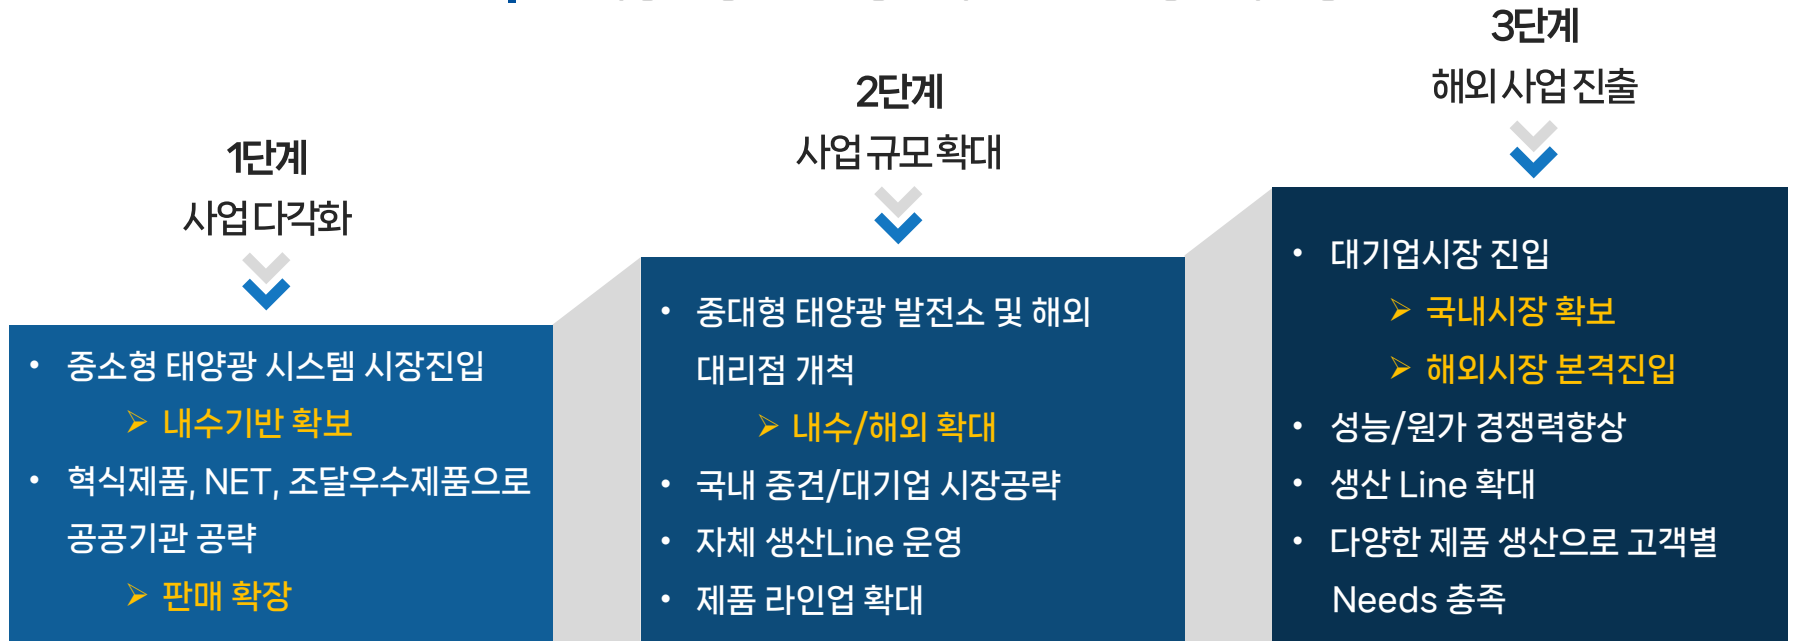 1단계
사업 다각화
• 중소형 태양광 시스템 시장진입
➢ 내수기반 확보
• 혁신제품, NET, 조달우수제품으로
공공기관 공략
➢ 판매 확장
2단계
사업 규모 확대
• 중대형 태양광 발전소 및 해외
대리점 개척
➢ 내수/해외 확대
• 국내 중견/대기업 시장공략
• 자체 생산Line 운영
• 제품 라인업 확대
3단계
해외 사업 진출
• 대기업시장 진입
➢ 국내시장 확보
➢ 해외시장 본격진입
• 성능/원가 경쟁력향상
• 생산 Line 확대
• 다양한 제품 생산으로 고객별
Needs 충족